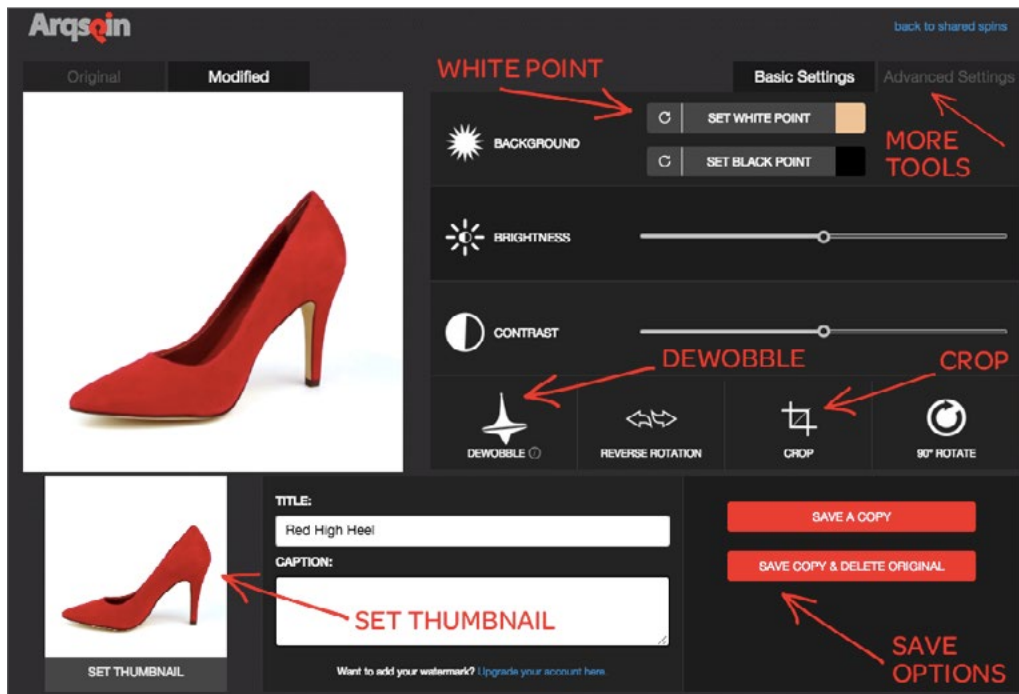 Arqspin
back to shared spins
Original
Modified
WHITE POINT
Basic Settings
Advanced Settings
BACKGROUND
SET WHITE POINT
SET BLACK POINT
MORE
TOOLS
BRIGHTNESS
CONTRAST
DEWOBBLE
CROP
DEWOBBLE
REVERSE ROTATION
CROP
90° ROTATE
TITLE:
Red High Heel
CAPTION:
SET THUMBNAIL
SET THUMBNAIL
Want to add your watermark? Upgrade your account here.
SAVE A COPY
SAVE COPY & DELETE ORIGINAL
SAVE
OPTIONS